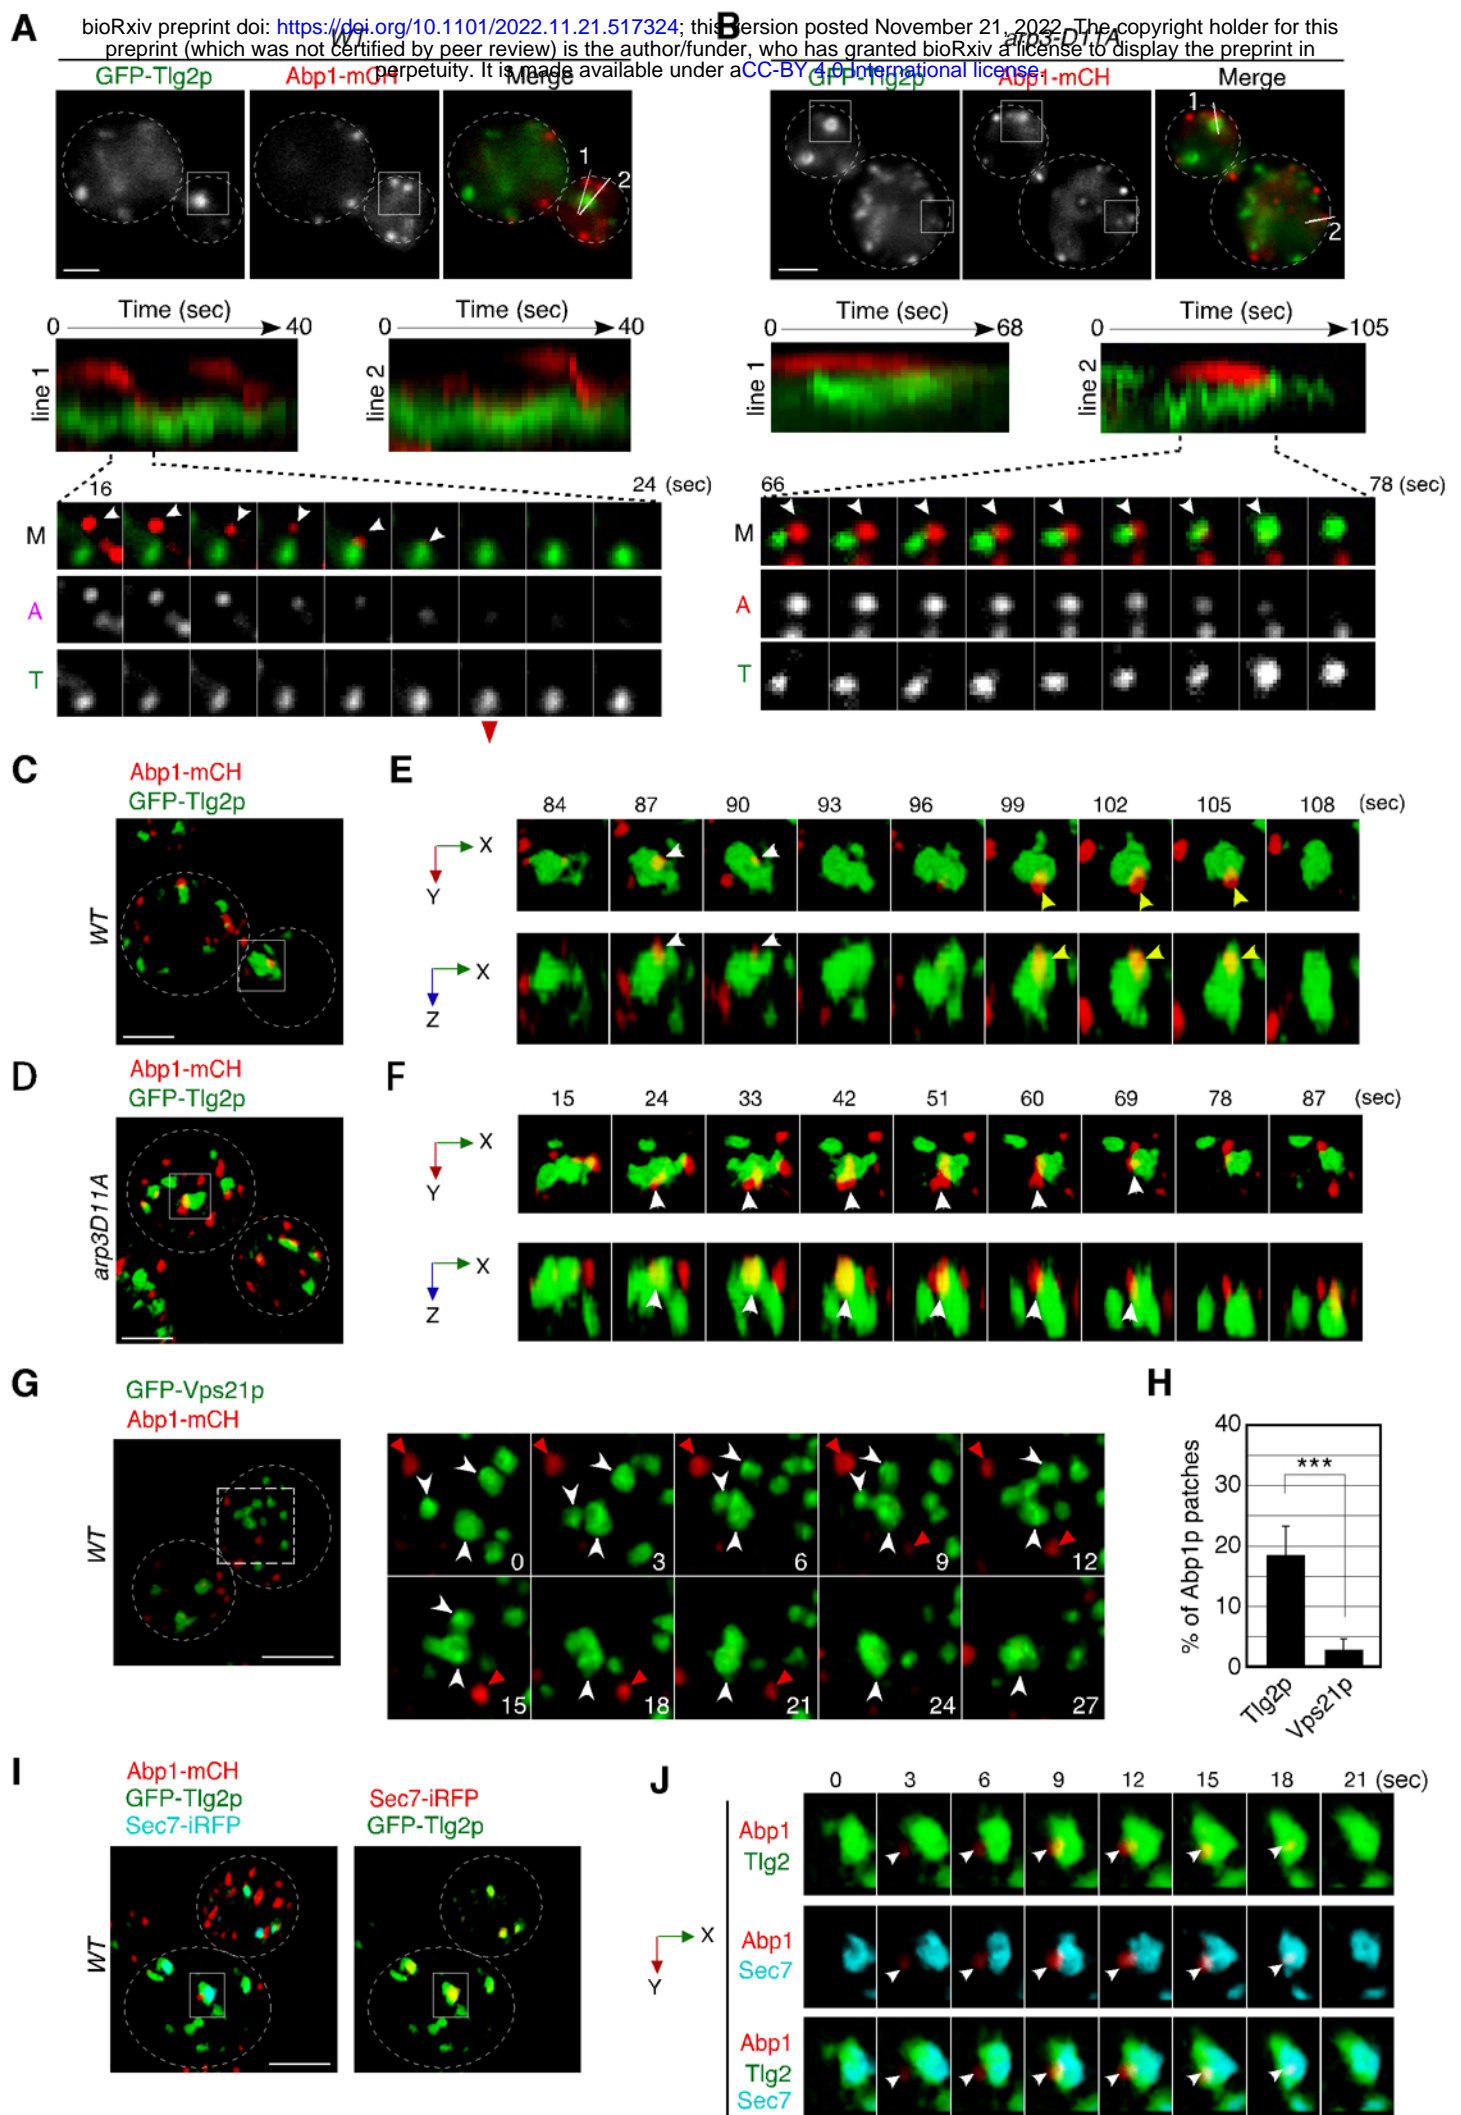 bioRxiv preprint doi: https://doi.org/10.1101/2022.11.21.517324; this version posted November 21, 2022. The copyright holder for this
preprint (which was not certified by peer review) is the author/funder, who has granted bioRxiv a license to display the preprint in
perpetuity. It is made available under aCC-BY 4.0 International license.
A
WT
GFP-Tlg2p Abp1-mCH Merge
1
2
B
arp3-D11A
GFP-Tlg2p Abp1-mCH Merge
1
2
Time (sec)
0 40
line 1
Time (sec)
0 40
line 2
Time (sec)
0 68
line 1
Time (sec)
0 105
line 2
16 24 (sec)
M
A
T
66 78 (sec)
M
A
T
C
Abp1-mCH
GFP-Tlg2p
WT
E
84 87 90 93 96 99 102 105 108 (sec)
X
Y
X
Z
D
Abp1-mCH
GFP-Tlg2p
arp3D11A
F
15 24 33 42 51 60 69 78 87 (sec)
X
Y
X
Z
G
GFP-Vps21p
Abp1-mCH
WT
0 3 6 9 12
15 18 21 24 27
H
% of Abp1p patches
40
30
20
10
0
***
Tlg2p
Vps21p
I
Abp1-mCH
GFP-Tlg2p
Sec7-iRFP
Sec7-iRFP
GFP-Tlg2p
WT
J
0 3 6 9 12 15 18 21 (sec)
Abp1
Tlg2
X
Y
Abp1
Sec7
Abp1
Tlg2
Sec7